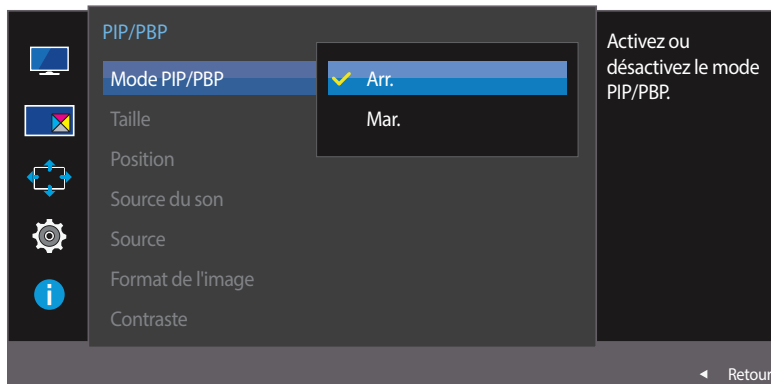 PIP/PBP
Mode PIP/PBP
Arr.
Mar.
Taille
Position
Source du son
Source
Format de l'image
Contraste
Activez ou
désactivez le mode
PIP/PBP.
Retour